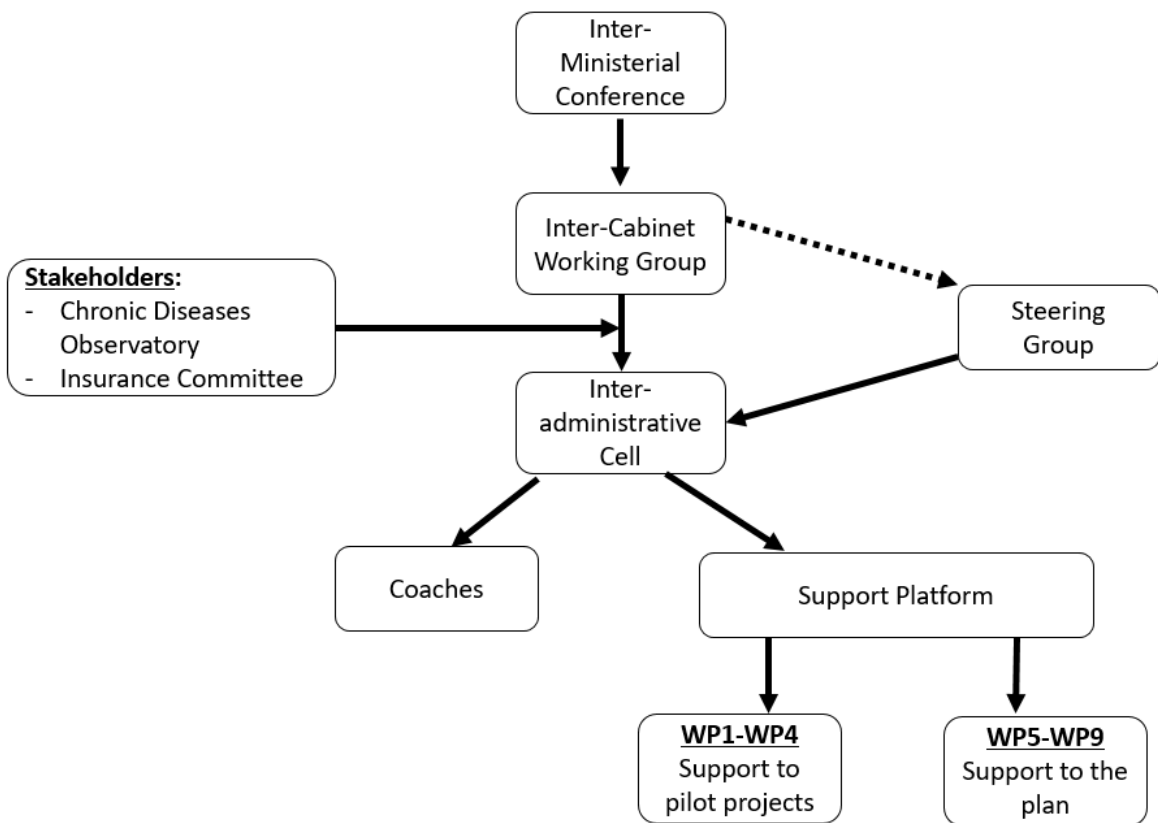 Inter-
Ministerial
Conference
Inter-Cabinet
Working Group
Stakeholders:
- Chronic Diseases
Observatory
- Insurance Committee
Steering
Group
Inter-
administrative
Cell
Coaches
Support Platform
WP1-WP4
Support to
pilot projects
WP5-WP9
Support to the
plan